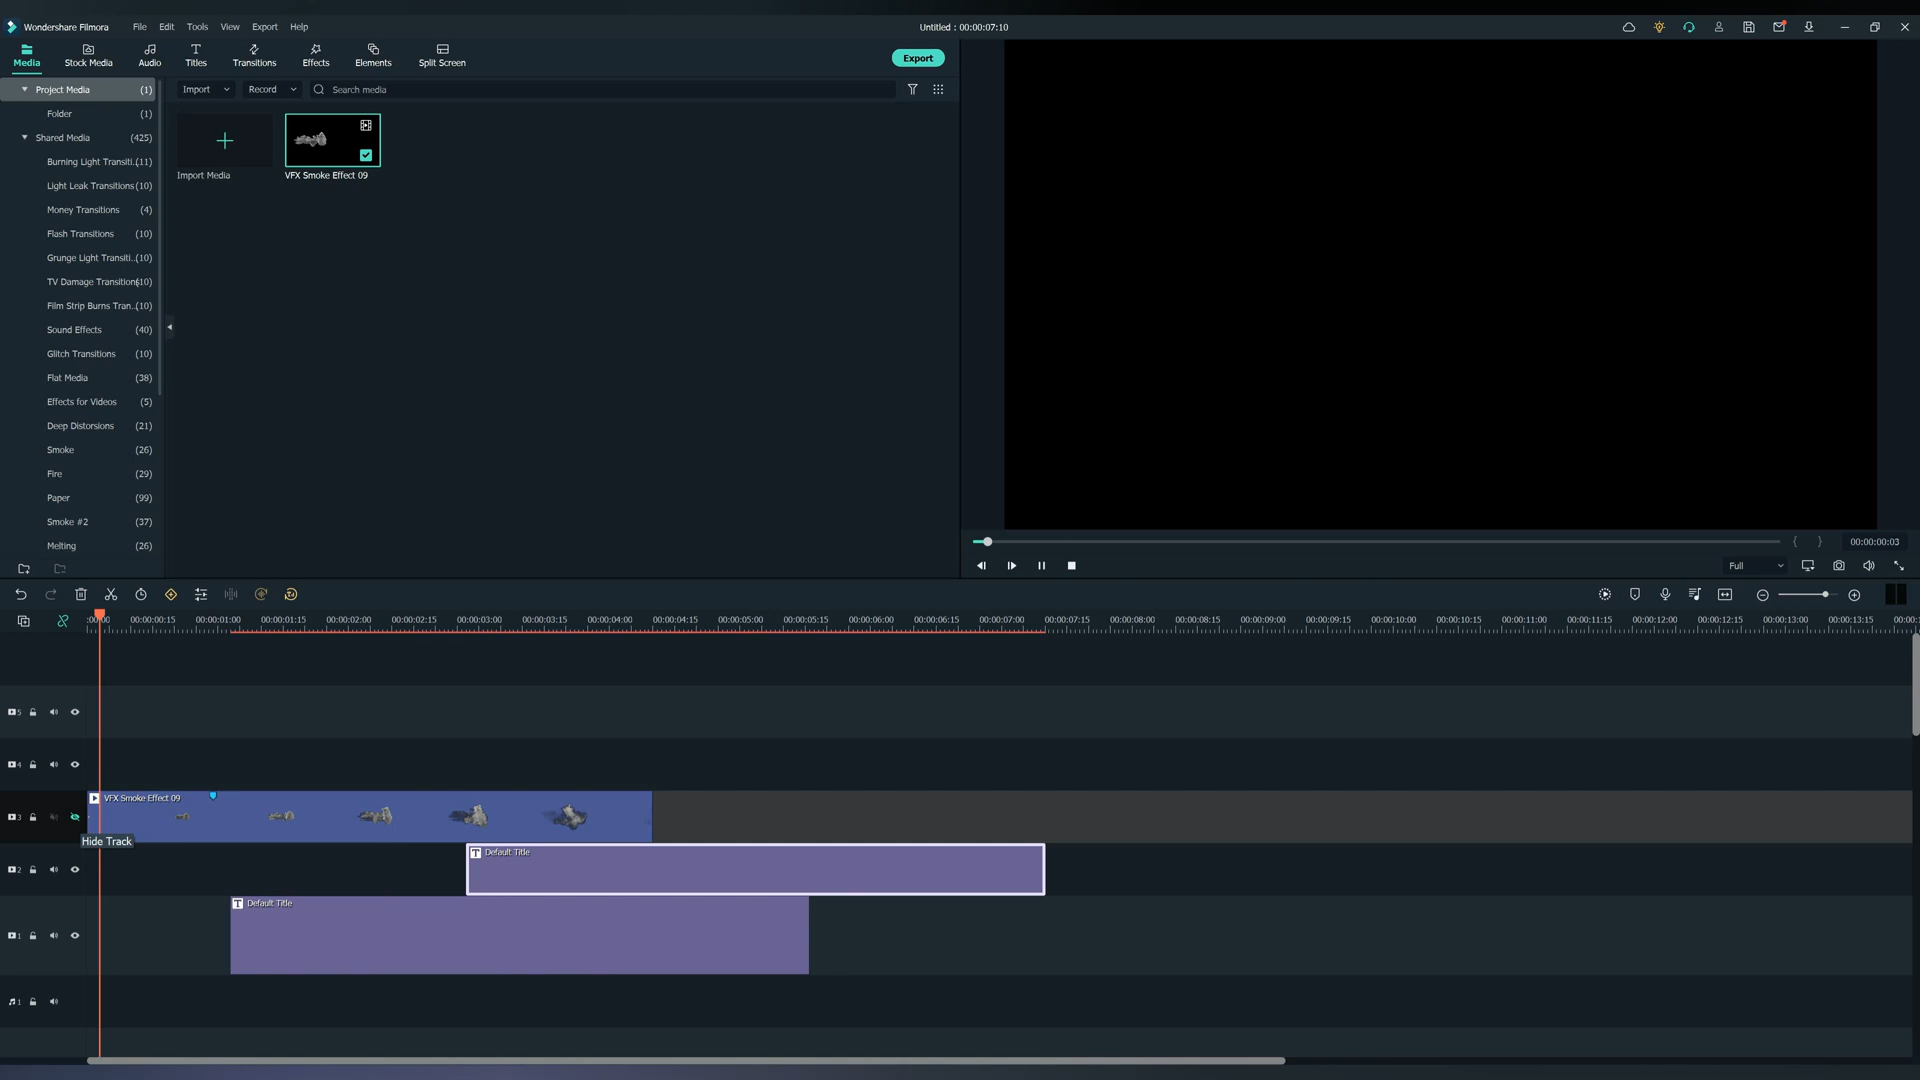 Wondershare Filmora File Edit Tools View Export Help Untitled : 00:00:07:10
Media Stock Media Audio Titles Transitions Effects Elements Split Screen Export
Project Media (1) Import Record Search media
Folder (1)
Shared Media (425)
Burning Light Transiti..(11)
Import Media VFX Smoke Effect 09
Light Leak Transitions(10)
Money Transitions (4)
Flash Transitions (10)
Grunge Light Transiti..(10)
TV Damage Transitions(10)
Film Strip Burns Tran..(10)
Sound Effects (40)
Glitch Transitions (10)
Flat Media (38)
Effects for Videos (5)
Deep Distorsions (21)
Smoke (26)
Fire (29)
Paper (99)
Smoke #2 (37)
Melting (26)
{ } 00:00:00:03
Full
:00:00 00:00:00:15 00:00:01:00 00:00:01:15 00:00:02:00 00:00:02:15 00:00:03:00 00:00:03:15 00:00:04:00 00:00:04:15 00:00:05:00 00:00:05:15 00:00:06:00 00:00:06:15 00:00:07:00 00:00:07:15 00:00:08:00 00:00:08:15 00:00:09:00 00:00:09:15 00:00:10:00 00:00:10:15 00:00:11:00 00:00:11:15 00:00:12:00 00:00:12:15 00:00:13:00 00:00:13:15 00:00:1
5
4
VFX Smoke Effect 09
3
Hide Track
T Default Title
2
T Default Title
1
1